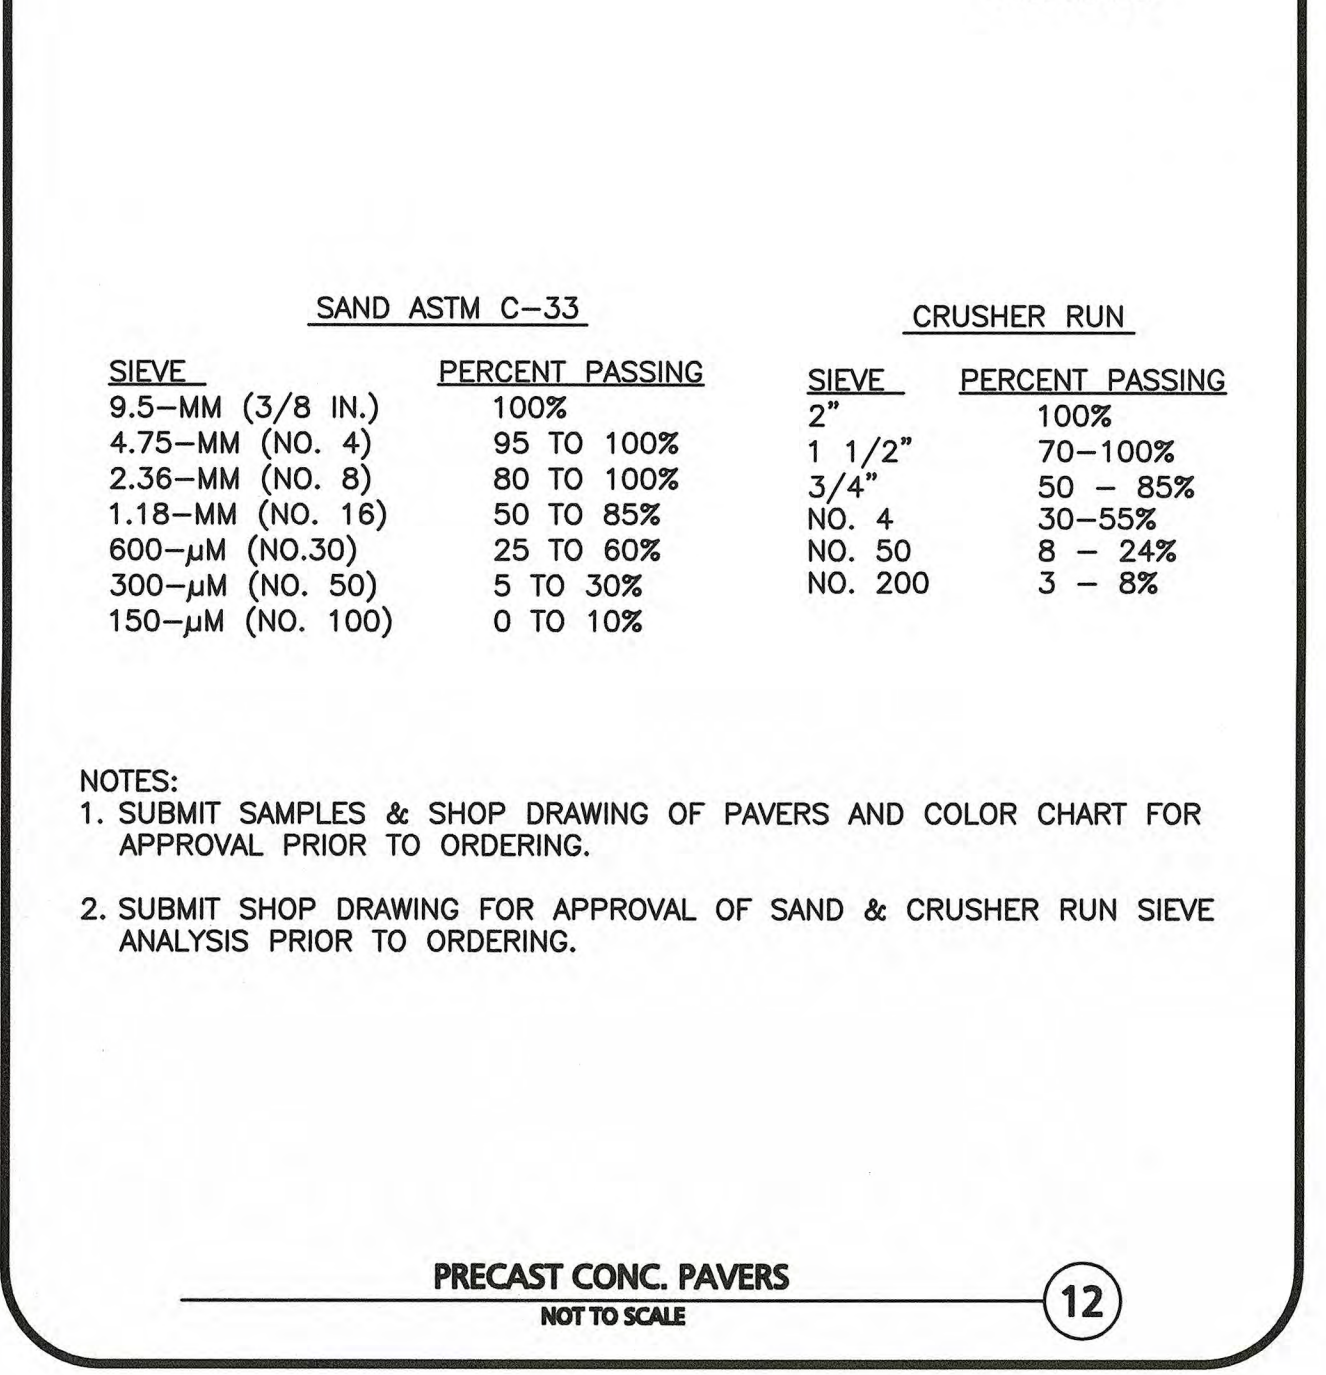 SAND ASTM C-33
SIEVE PERCENT PASSING
9.5-MM (3/8 IN.) 100%
4.75-MM (NO. 4) 95 TO 100%
2.36-MM (NO. 8) 80 TO 100%
1.18-MM (NO. 16) 50 TO 85%
600-µM (NO.30) 25 TO 60%
300-µM (NO. 50) 5 TO 30%
150-µM (NO. 100) 0 TO 10%
CRUSHER RUN
SIEVE PERCENT PASSING
2" 100%
1 1/2" 70-100%
3/4" 50 - 85%
NO. 4 30-55%
NO. 50 8 - 24%
NO. 200 3 - 8%
NOTES:
1. SUBMIT SAMPLES & SHOP DRAWING OF PAVERS AND COLOR CHART FOR
APPROVAL PRIOR TO ORDERING.
2. SUBMIT SHOP DRAWING FOR APPROVAL OF SAND & CRUSHER RUN SIEVE
ANALYSIS PRIOR TO ORDERING.
PRECAST CONC. PAVERS
NOT TO SCALE
12